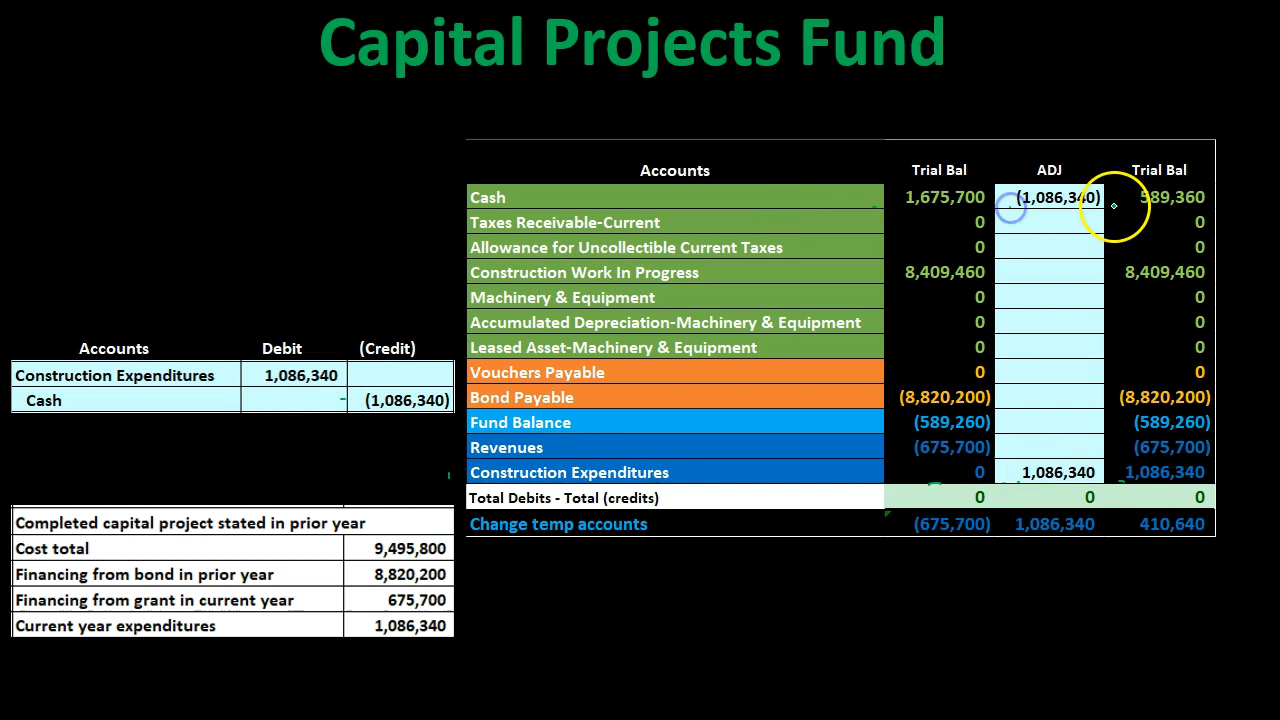 Capital Projects Fund
Accounts Trial Bal ADJ Trial Bal
Cash 1,675,700 (1,086,340) 589,360
Taxes Receivable-Current 0 0
Allowance for Uncollectible Current Taxes 0 0
Construction Work In Progress 8,409,460 8,409,460
Machinery & Equipment 0 0
Accumulated Depreciation-Machinery & Equipment 0 0
Leased Asset-Machinery & Equipment 0 0
Vouchers Payable 0 0
Bond Payable (8,820,200) (8,820,200)
Fund Balance (589,260) (589,260)
Revenues (675,700) (675,700)
Construction Expenditures 0 1,086,340 1,086,340
Total Debits - Total (credits) 0 0 0
Change temp accounts (675,700) 1,086,340 410,640
Accounts Debit (Credit)
Construction Expenditures 1,086,340
Cash - (1,086,340)
Completed capital project stated in prior year
Cost total 9,495,800
Financing from bond in prior year 8,820,200
Financing from grant in current year 675,700
Current year expenditures 1,086,340